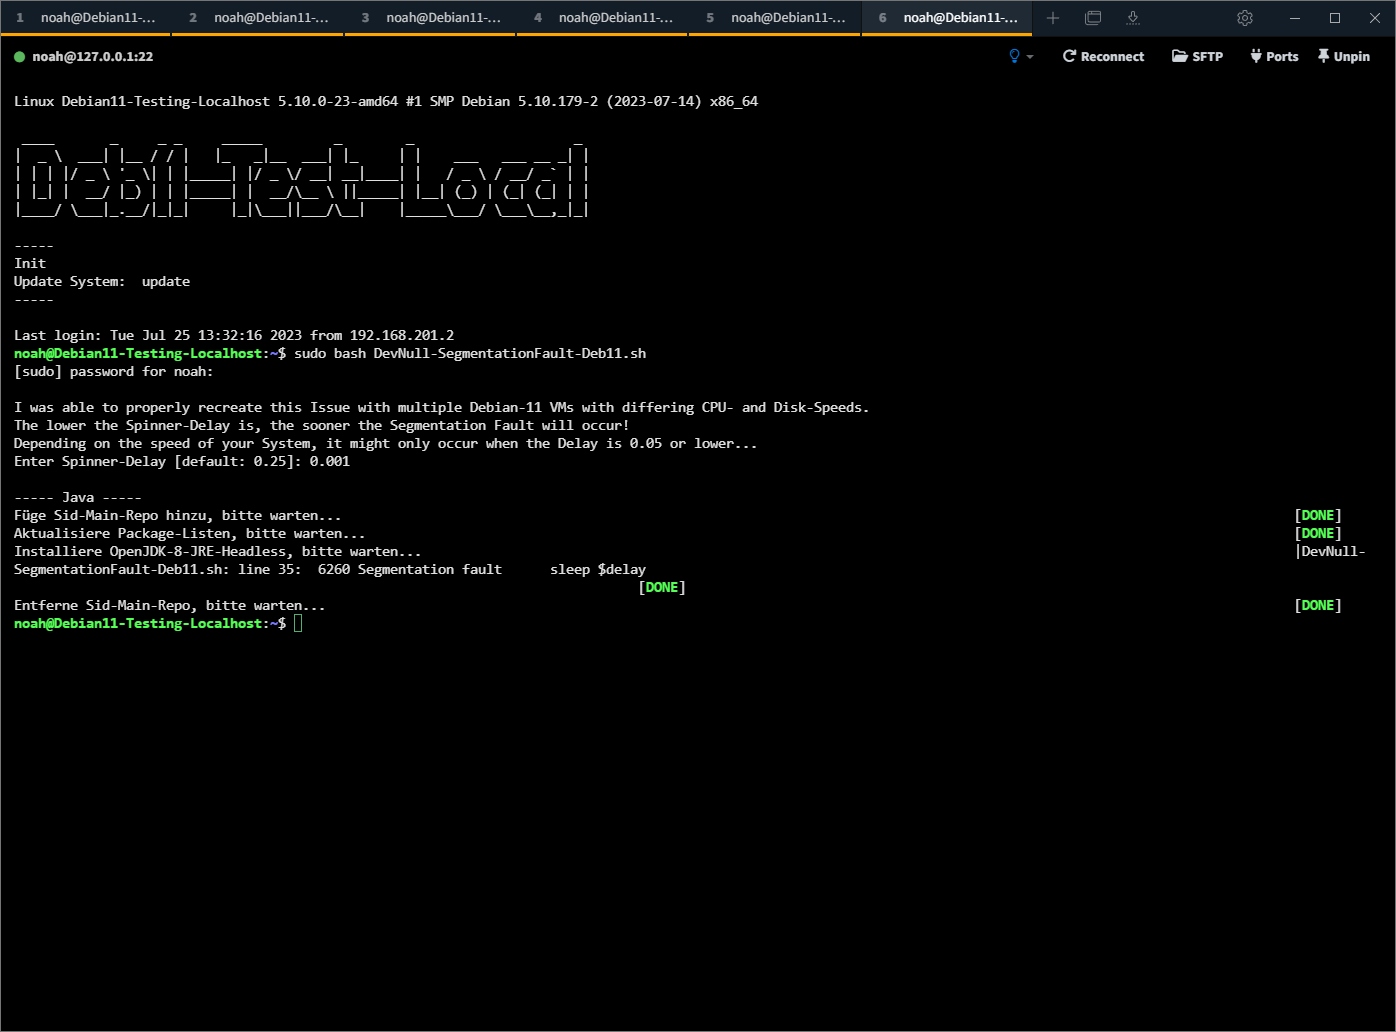 1 noah@Debian11-... 2 noah@Debian11-... 3 noah@Debian11-... 4 noah@Debian11-... 5 noah@Debian11-... 6 noah@Debian11-...
noah@127.0.0.1:22 Reconnect SFTP Ports Unpin
Linux Debian11-Testing-Localhost 5.10.0-23-amd64 #1 SMP Debian 5.10.179-2 (2023-07-14) x86_64
Deb11-Test-Local
-----
Init
Update System:  update
-----
Last login: Tue Jul 25 13:32:16 2023 from 192.168.201.2
noah@Debian11-Testing-Localhost:~$ sudo bash DevNull-SegmentationFault-Deb11.sh
[sudo] password for noah:
I was able to properly recreate this Issue with multiple Debian-11 VMs with differing CPU- and Disk-Speeds.
The lower the Spinner-Delay is, the sooner the Segmentation Fault will occur!
Depending on the speed of your System, it might only occur when the Delay is 0.05 or lower...
Enter Spinner-Delay [default: 0.25]: 0.001
----- Java -----
Füge Sid-Main-Repo hinzu, bitte warten... [DONE]
Aktualisiere Package-Listen, bitte warten... [DONE]
Installiere OpenJDK-8-JRE-Headless, bitte warten... |DevNull-
SegmentationFault-Deb11.sh: line 35:  6260 Segmentation fault      sleep $delay
[DONE]
Entferne Sid-Main-Repo, bitte warten... [DONE]
noah@Debian11-Testing-Localhost:~$